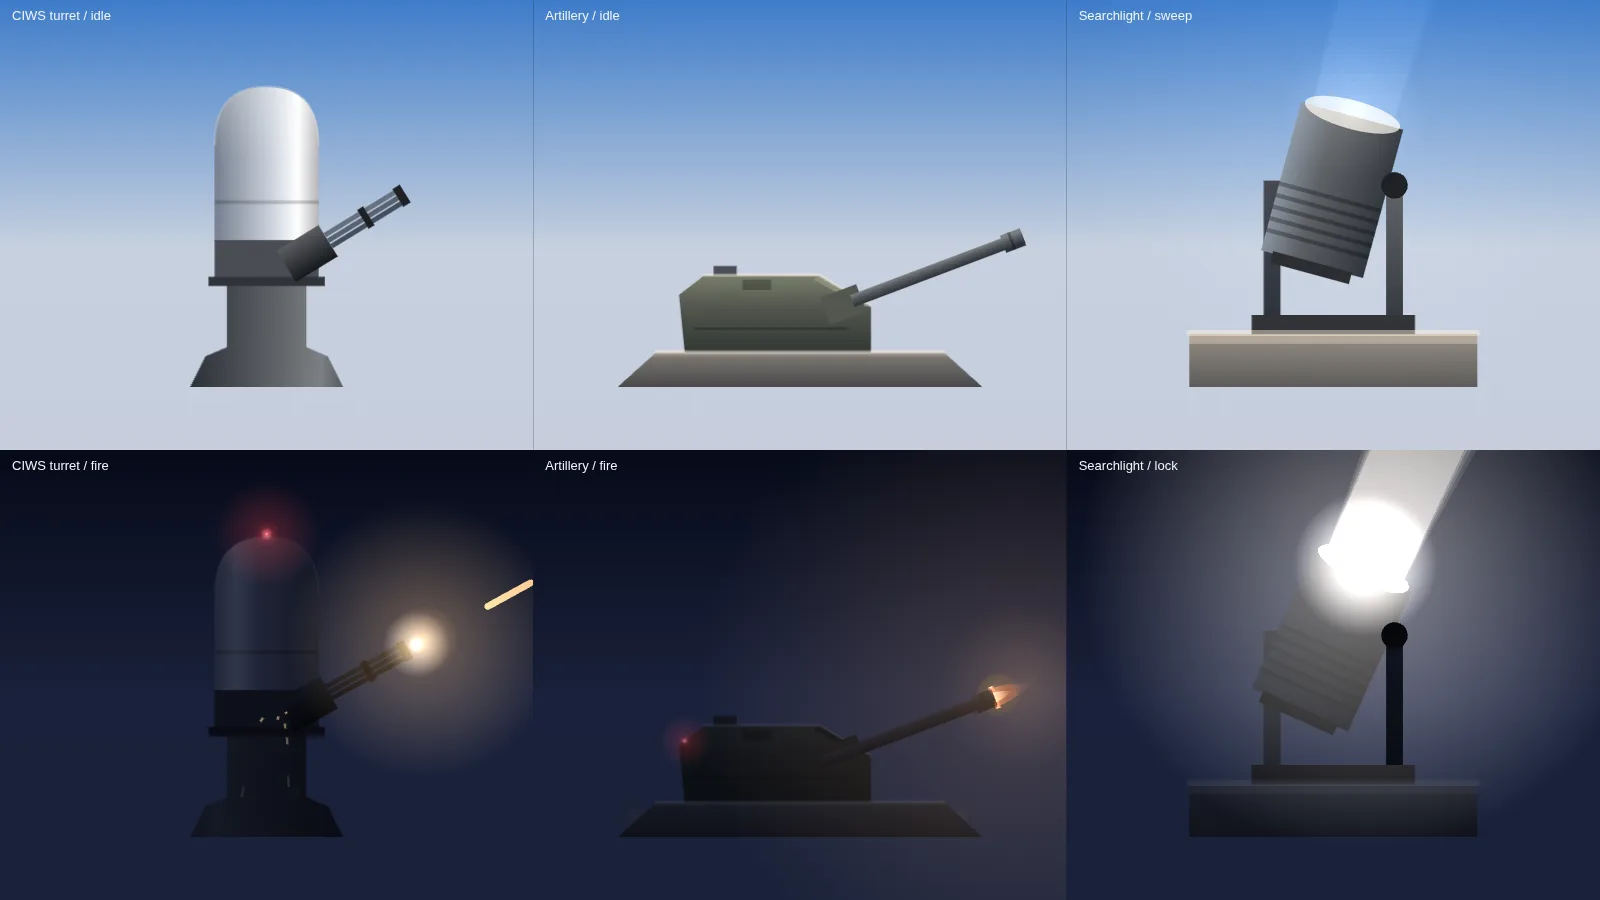 CIWS turret / idle
Artillery / idle
Searchlight / sweep
CIWS turret / fire
Artillery / fire
Searchlight / lock